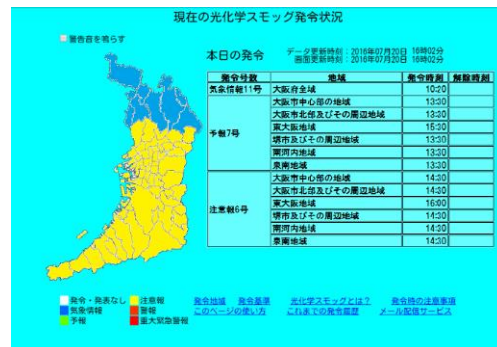 現在の光化学スモッグ発令状況
警告音を鳴らす
本日の発令
データ更新時刻：2016年07月20日 16時02分
画面更新時刻：2016年07月20日 16時02分
発令号数 地域 発令時刻 解除時刻
気象情報11号 大阪府全域 10:20
予報7号 大阪市中心部の地域 13:30
大阪市北部及びその周辺地域 13:30
東大阪地域 15:30
堺市及びその周辺地域 13:30
南河内地域 13:30
泉南地域 13:30
注意報6号 大阪市中心部の地域 14:30
大阪市北部及びその周辺地域 14:30
東大阪地域 16:00
堺市及びその周辺地域 14:30
南河内地域 14:30
泉南地域 14:30
発令・発表なし 注意報
気象情報 警報
予報 重大緊急警報
発令地域 発令基準 光化学スモッグとは？ 発令時の注意事項
このページの使い方 これまでの発令履歴 メール配信サービス